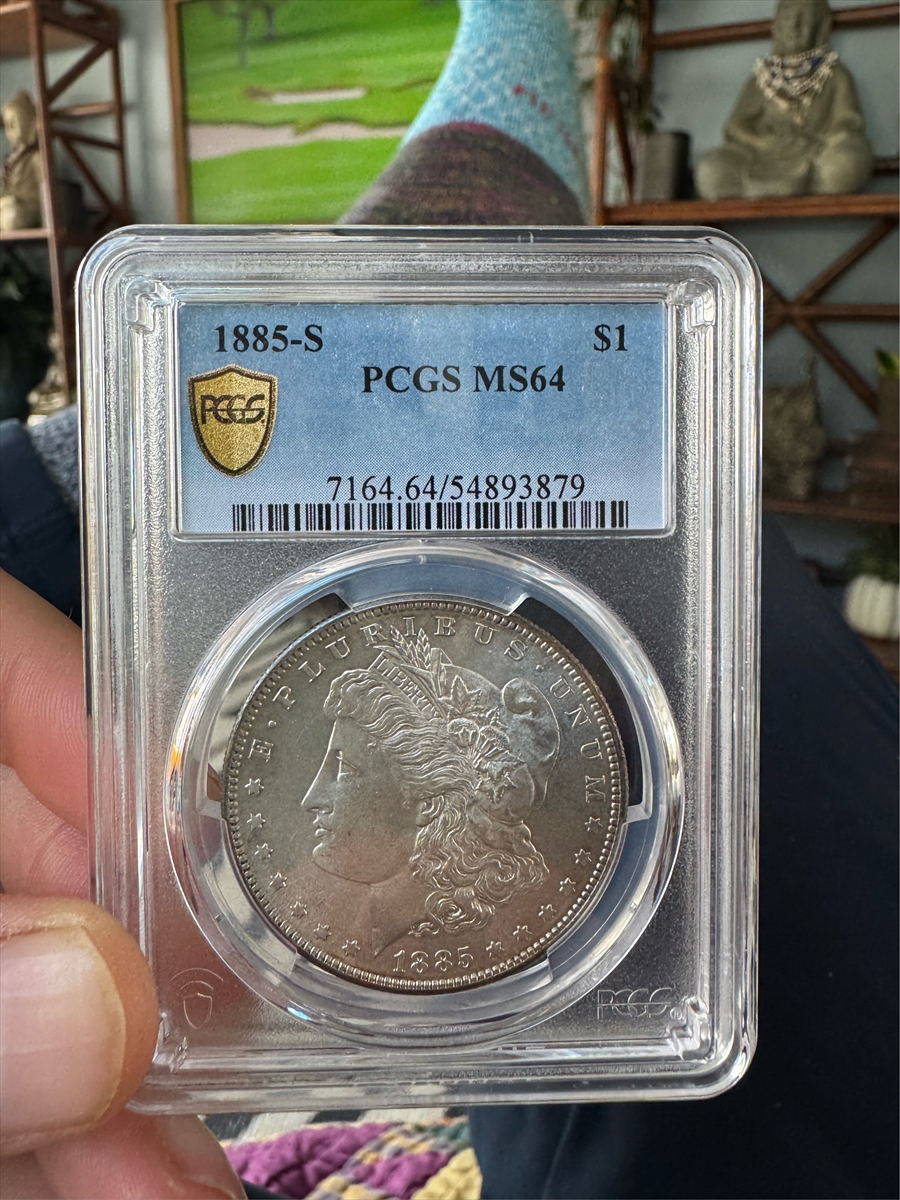 1885-S $1
PCGS MS64
PCGS
7164.64/54893879
E·PLURIBUS·UNUM
LIBERTY
1885
PCGS